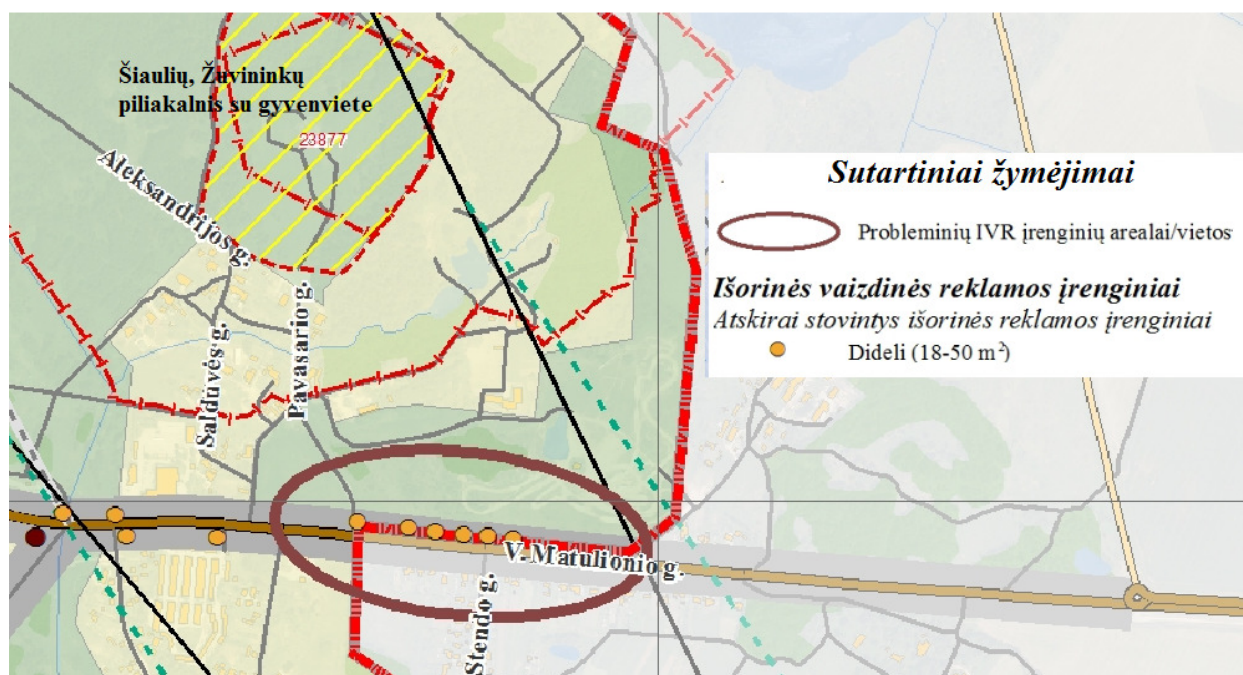 Šiaulių, Žuvininkų
piliakalnis su gyvenviete
23877
Aleksandrijos g.
Salduvės g.
Pavasario g.
V. Matulionio g.
Stendo g.
Sutartiniai žymėjimai
Probleminių IVR įrenginių arealai/vietos
Išorinės vaizdinės reklamos įrenginiai
Atskirai stovintys išorinės reklamos įrenginiai
Dideli (18-50 m²)